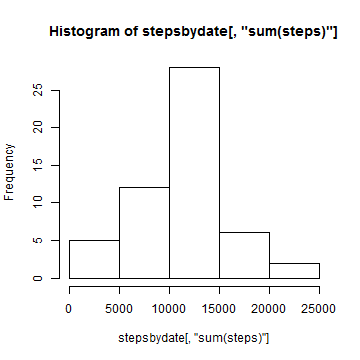 Histogram of stepsbydate[, "sum(steps)"]
Frequency
25
20
15
10
5
0
0 5000 10000 15000 20000 25000
stepsbydate[, "sum(steps)"]